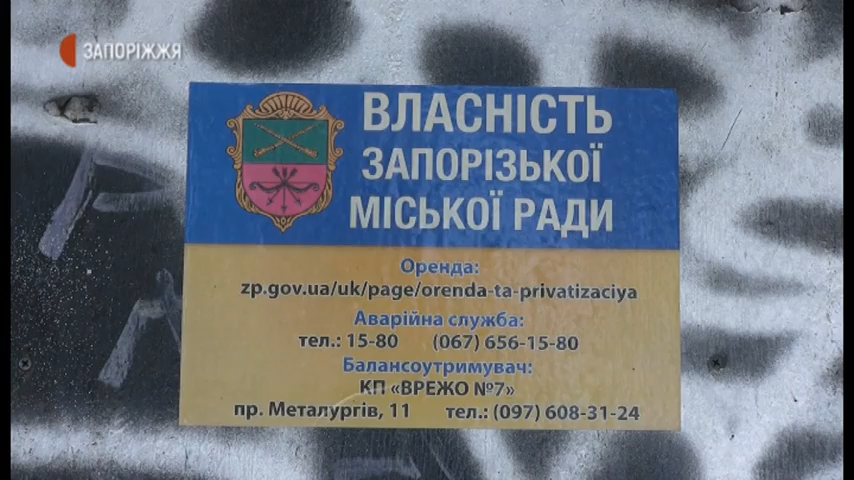 ЗАПОРІЖЖЯ
ВЛАСНІСТЬ
ЗАПОРІЗЬКОЇ
МІСЬКОЇ РАДИ
Оренда:
zp.gov.ua/uk/page/orenda-ta-privatizaciya
Аварійна служба:
тел.: 15-80 (067) 656-15-80
Балансоутримувач:
КП «ВРЕЖО №7»
пр. Металургів, 11 тел.: (097) 608-31-24